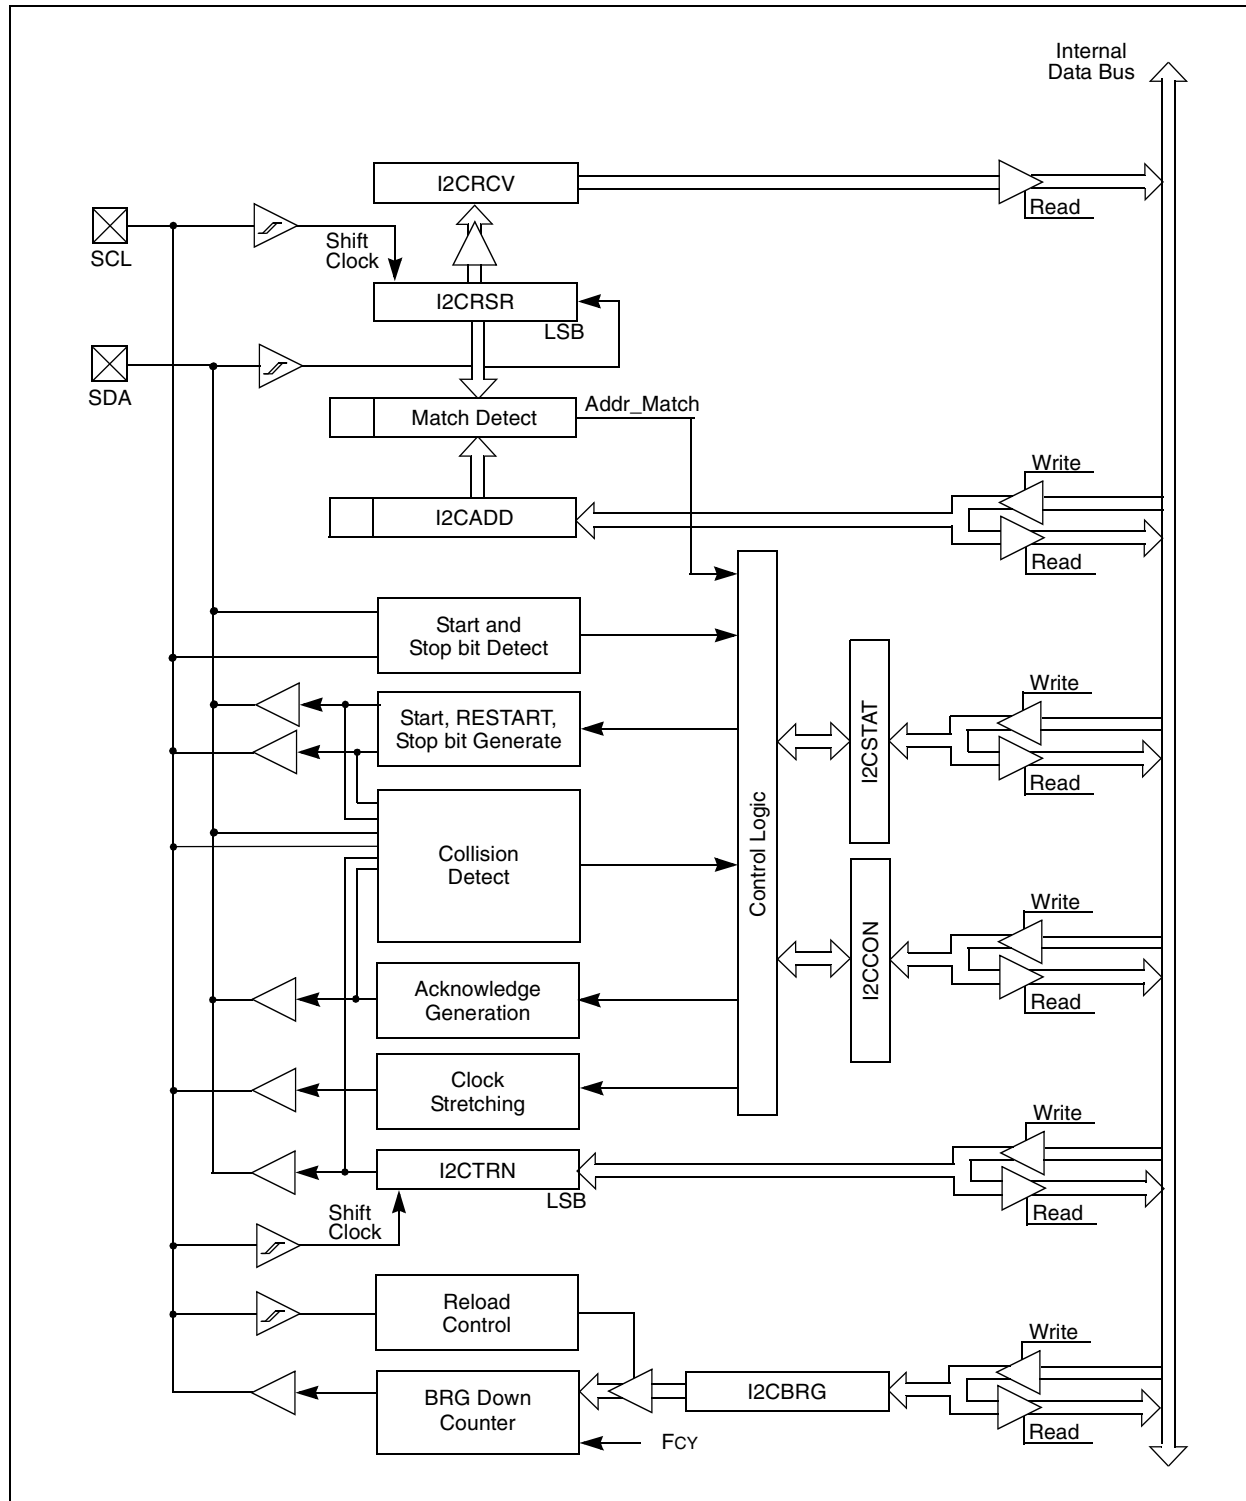 Internal
Data Bus
I2CRCV
Read
SCL
Shift
Clock
I2CRSR
LSB
SDA
Match Detect
Addr_Match
Write
I2CADD
Read
Start and
Stop bit Detect
Write
Start, RESTART,
Stop bit Generate
I2CSTAT
Read
Control Logic
Collision
Detect
Write
I2CCON
Acknowledge
Generation
Read
Clock
Stretching
Write
I2CTRN
LSB
Shift
Clock
Read
Reload
Control
Write
BRG Down
Counter
I2CBRG
FCY
Read